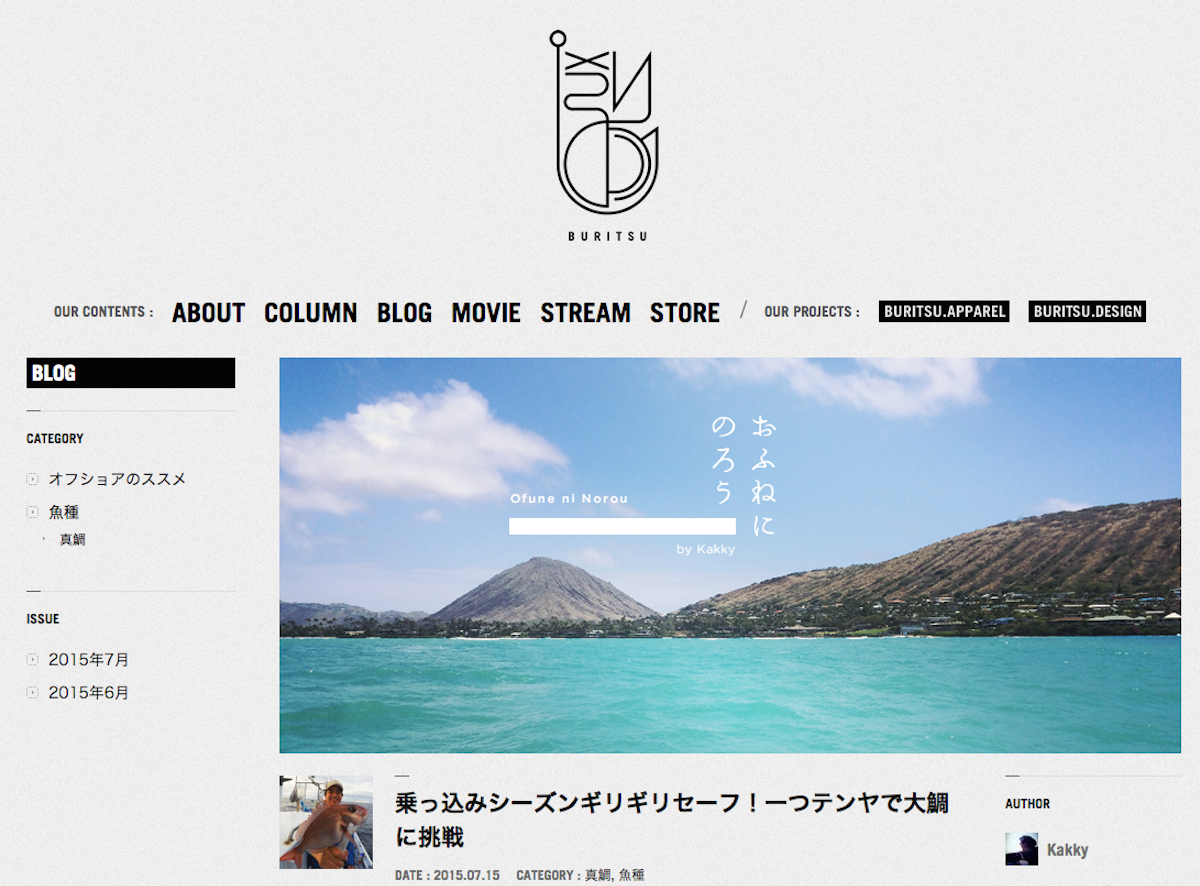 BURITSU
OUR CONTENTS : ABOUT COLUMN BLOG MOVIE STREAM STORE / OUR PROJECTS : BURITSU.APPAREL BURITSU.DESIGN
BLOG
CATEGORY
オフショアのススメ
魚種
真鯛
ISSUE
2015年7月
2015年6月
おふねに
のろう
Ofune ni Norou
by Kakky
乗っ込みシーズンギリギリセーフ！一つテンヤで大鯛
に挑戦
DATE : 2015.07.15 CATEGORY : 真鯛, 魚種
AUTHOR
Kakky